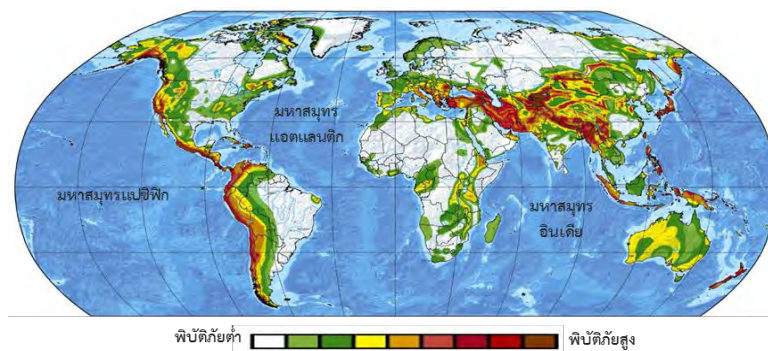 มหาสมุทร
แอตแลนติก
มหาสมุทรแปซิฟิก
มหาสมุทร
อินเดีย
พิบัติภัยต่ำ
พิบัติภัยสูง